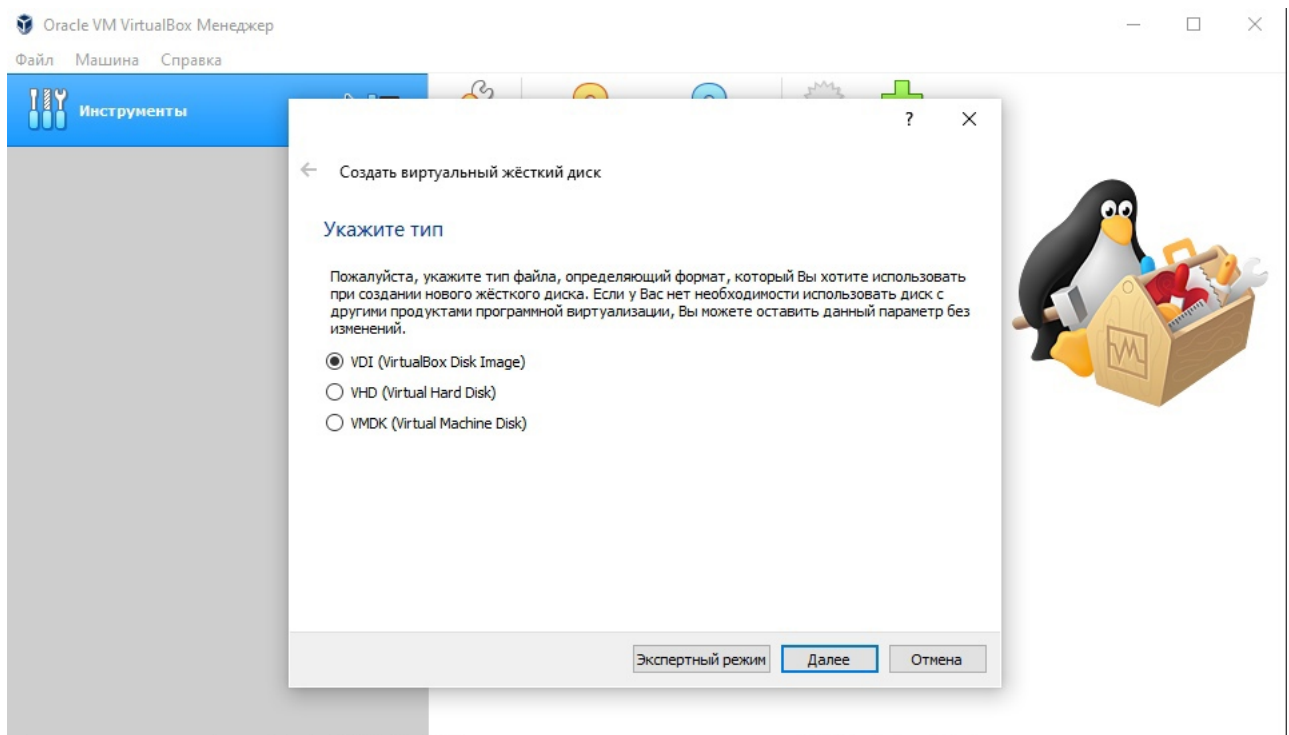 Oracle VM VirtualBox Менеджер
Файл Машина Справка
Инструменты
?
Создать виртуальный жёсткий диск
Укажите тип
Пожалуйста, укажите тип файла, определяющий формат, который Вы хотите использовать
при создании нового жёсткого диска. Если у Вас нет необходимости использовать диск с
другими продуктами программной виртуализации, Вы можете оставить данный параметр без
изменений.
VDI (VirtualBox Disk Image)
VHD (Virtual Hard Disk)
VMDK (Virtual Machine Disk)
Экспертный режим Далее Отмена